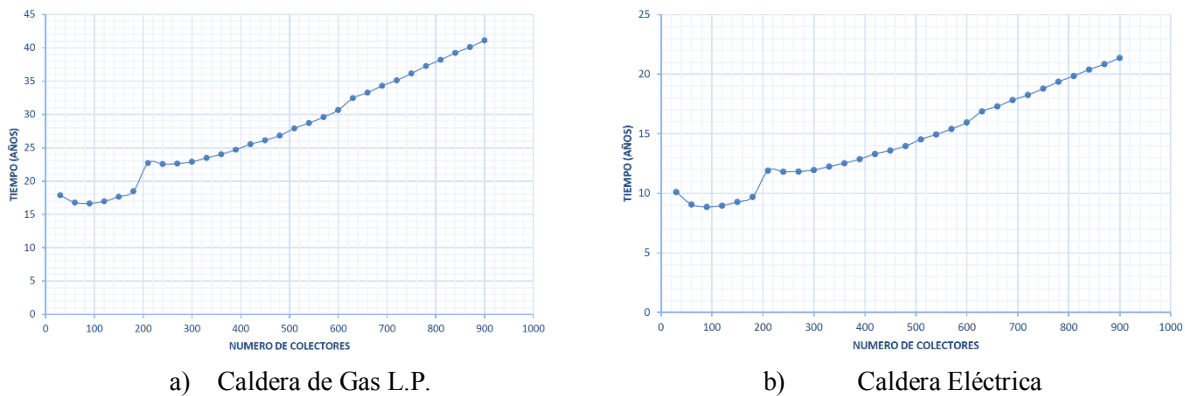 45
40
35
30
25
20
15
10
5
0
TIEMPO (AÑOS)
0 100 200 300 400 500 600 700 800 900 1000
NUMERO DE COLECTORES
a) Caldera de Gas L.P.
25
20
15
10
5
0
TIEMPO (AÑOS)
0 100 200 300 400 500 600 700 800 900 1000
NUMERO DE COLECTORES
b) Caldera Eléctrica